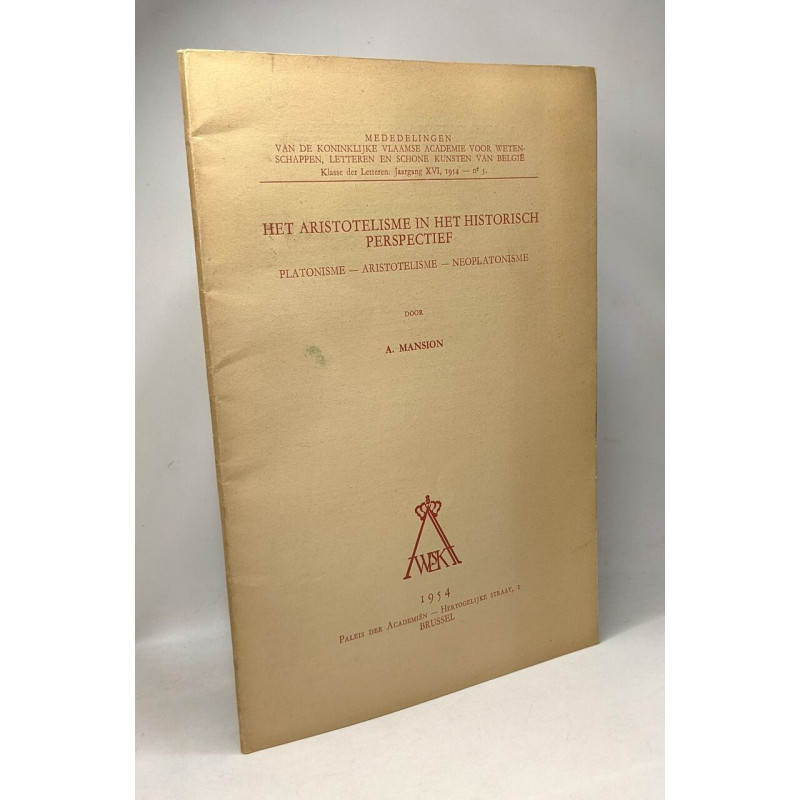 MEDEDELINGEN
VAN DE KONINKLIJKE VLAAMSE ACADEMIE VOOR WETEN-
SCHAPPEN, LETTEREN EN SCHONE KUNSTEN VAN BELGIË
Klasse der Letteren. Jaargang XVI, 1954 — nr 5.
HET ARISTOTELISME IN HET HISTORISCH
PERSPECTIEF
PLATONISME — ARISTOTELISME — NEOPLATONISME
DOOR
A. MANSION
1954
PALEIS DER ACADEMIËN — HERTOGELIJKE STRAAT, 1
BRUSSEL